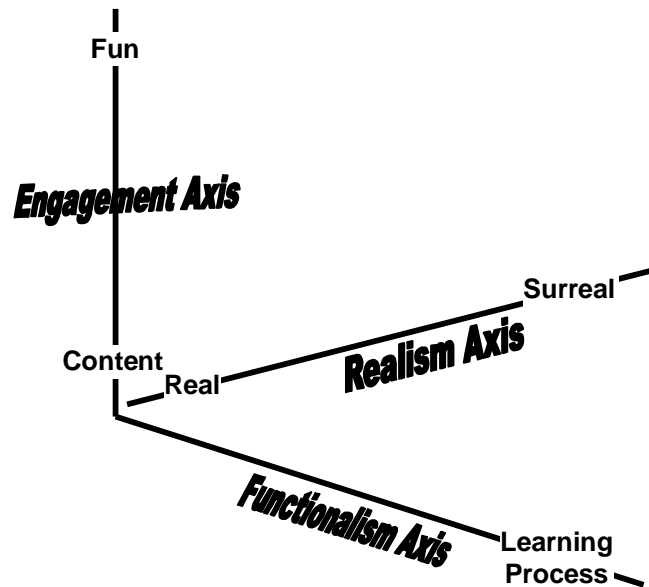 Fun
Engagement Axis
Surreal
Realism Axis
Content
Real
Functionalism Axis
Learning
Process